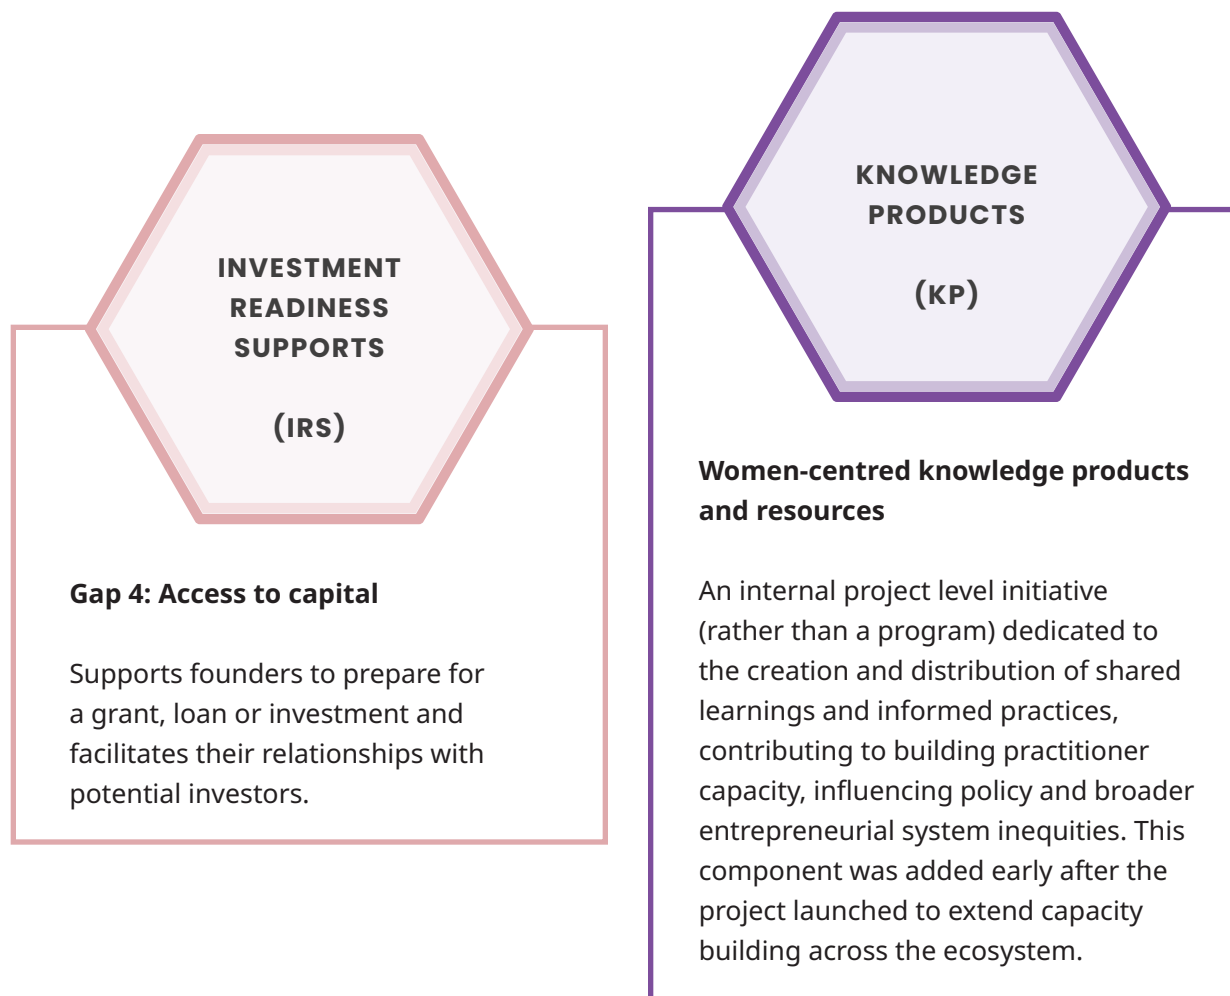 INVESTMENT
READINESS
SUPPORTS
(IRS)
Gap 4: Access to capital
Supports founders to prepare for
a grant, loan or investment and
facilitates their relationships with
potential investors.
KNOWLEDGE
PRODUCTS
(KP)
Women-centred knowledge products
and resources
An internal project level initiative
(rather than a program) dedicated to
the creation and distribution of shared
learnings and informed practices,
contributing to building practitioner
capacity, influencing policy and broader
entrepreneurial system inequities. This
component was added early after the
project launched to extend capacity
building across the ecosystem.